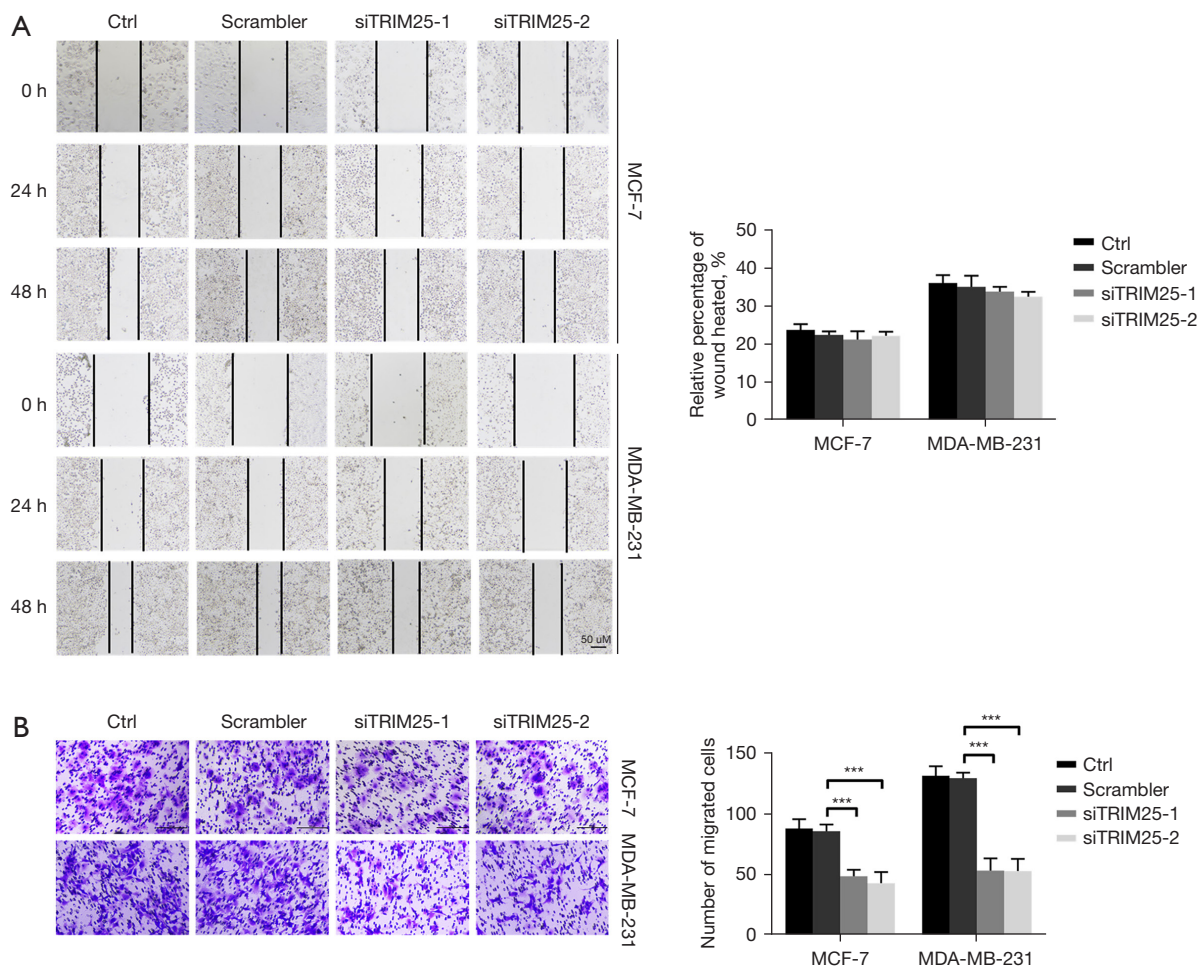 A
Ctrl
Scrambler
siTRIM25-1
siTRIM25-2
0 h
24 h
48 h
MCF-7
0 h
24 h
48 h
MDA-MB-231
50 uM
Relative percentage of
wound heated, %
50
40
30
20
10
0
MCF-7
MDA-MB-231
Ctrl
Scrambler
siTRIM25-1
siTRIM25-2
B
Ctrl
Scrambler
siTRIM25-1
siTRIM25-2
MCF-7
MDA-MB-231
Number of migrated cells
150
100
50
0
***
***
***
***
MCF-7
MDA-MB-231
Ctrl
Scrambler
siTRIM25-1
siTRIM25-2